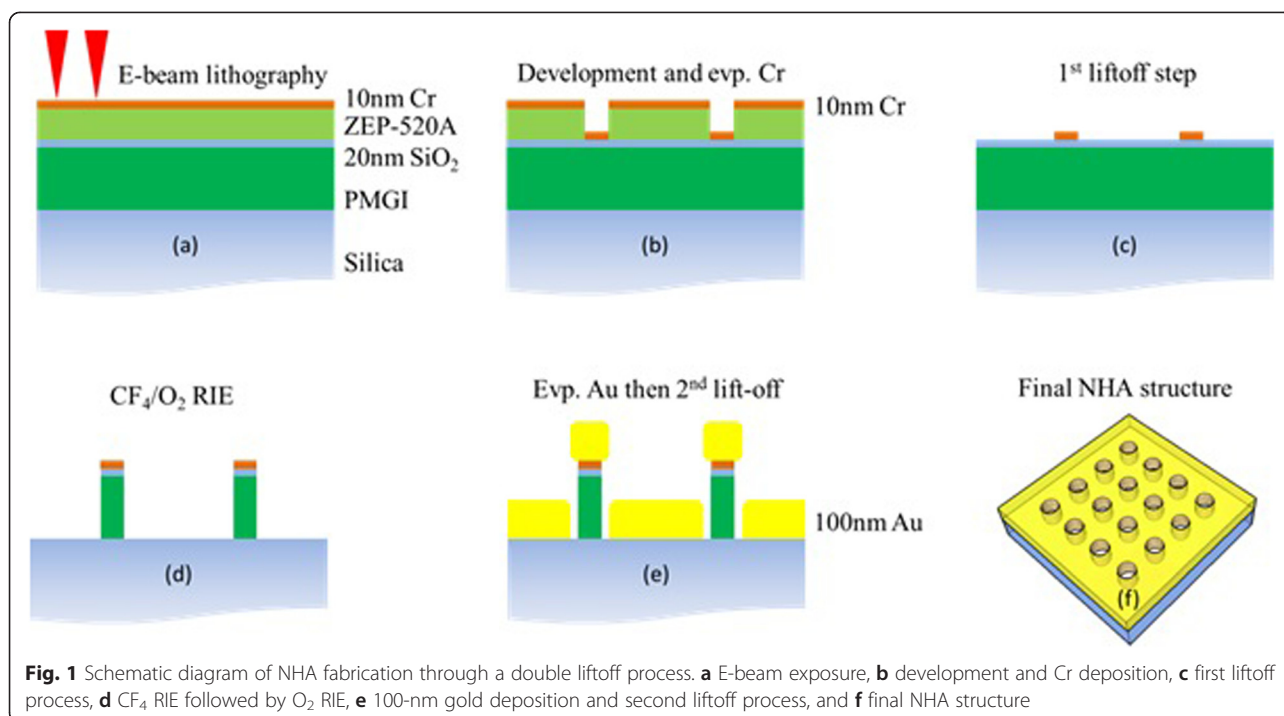 E-beam lithography
10nm Cr
ZEP-520A
20nm SiO₂
PMGI
Silica
(a)
Development and evp. Cr
10nm Cr
(b)
1st liftoff step
(c)
CF₄/O₂ RIE
(d)
Evp. Au then 2nd lift-off
100nm Au
(e)
Final NHA structure
(f)
Fig. 1 Schematic diagram of NHA fabrication through a double liftoff process. a E-beam exposure, b development and Cr deposition, c first liftoff
process, d CF₄ RIE followed by O₂ RIE, e 100-nm gold deposition and second liftoff process, and f final NHA structure